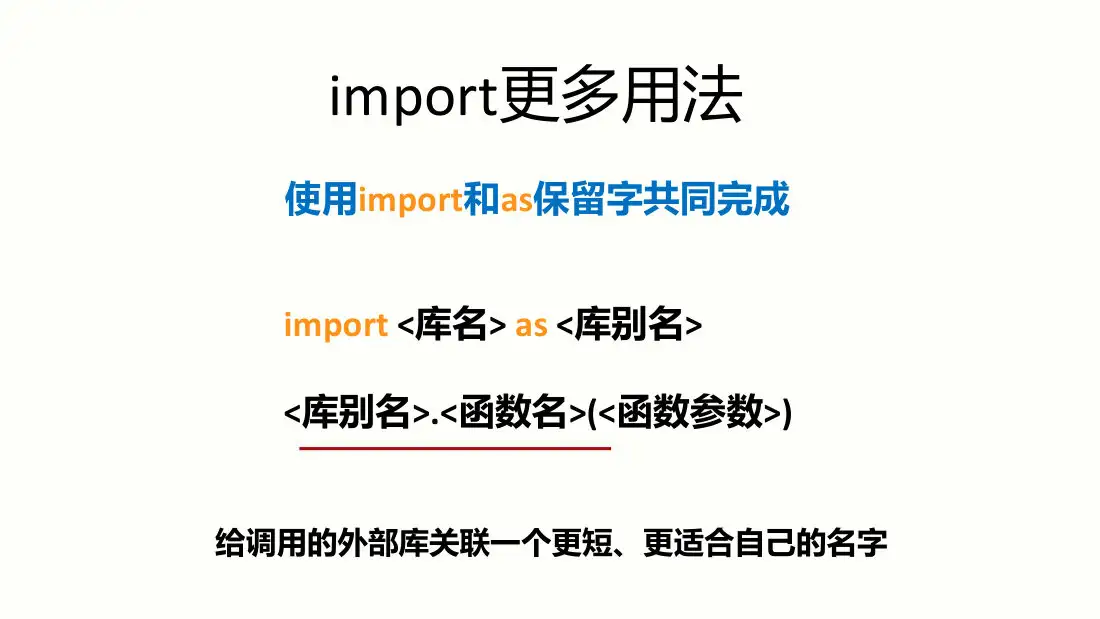 import更多用法
使用import和as保留字共同完成
import <库名> as <库别名>
<库别名>.<函数名>(<函数参数>)
给调用的外部库关联一个更短、更适合自己的名字